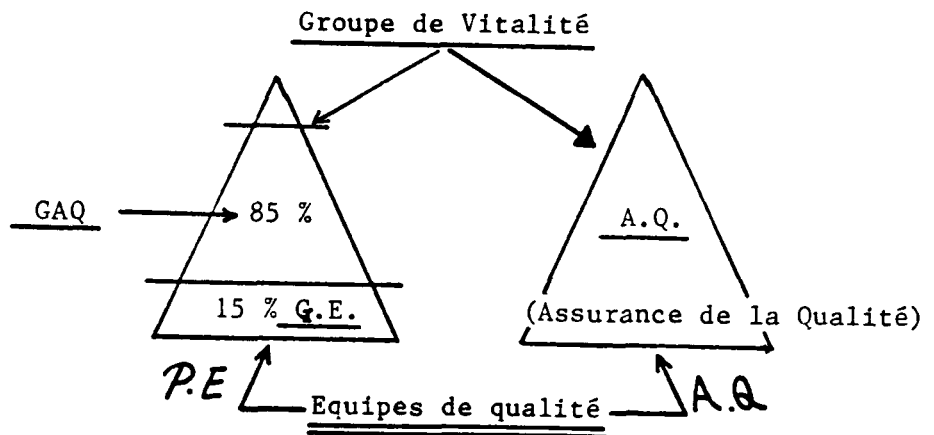 Groupe de Vitalité
GAQ 85 % A.Q.
15 % G.E. (Assurance de la Qualité)
P.E Equipes de qualité A.Q